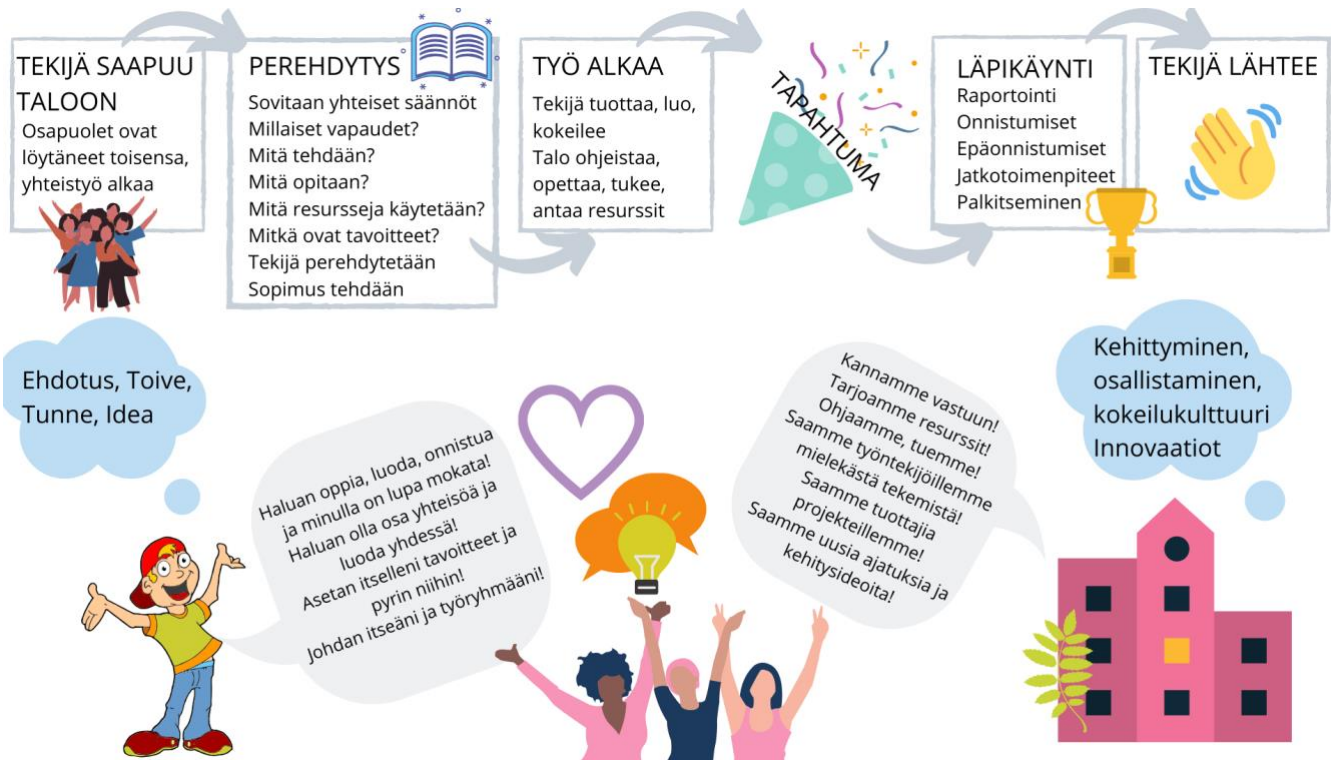 TEKIJÄ SAAPUU
TALOON
Osapuolet ovat
löytäneet toisensa,
yhteistyö alkaa
PEREHDYTYS
Sovitaan yhteiset säännöt
Millaiset vapaudet?
Mitä tehdään?
Mitä opitaan?
Mitä resursseja käytetään?
Mitkä ovat tavoitteet?
Tekijä perehdytetään
Sopimus tehdään
TYÖ ALKAA
Tekijä tuottaa, luo,
kokeilee
Talo ohjeistaa,
opettaa, tukee,
antaa resurssit
TAPAHTUMA
LÄPIKÄYNTI
Raportointi
Onnistumiset
Epäonnistumiset
Jatkotoimenpiteet
Palkitseminen
TEKIJÄ LÄHTEE
Ehdotus, Toive,
Tunne, Idea
Haluan oppia, luoda, onnistua
ja minulla on lupa mokata!
Haluan olla osa yhteisöä ja
luoda yhdessä!
Asetan itselleni tavoitteet ja
pyrin niihin!
Johdan itseäni ja työryhmääni!
Kannamme vastuun!
Tarjoamme resurssit!
Ohjaamme, tuemme!
Saamme työntekijöillemme
mielekästä tekemistä!
Saamme tuottajia
projekteillemme!
Saamme uusia ajatuksia ja
kehitysideoita!
Kehittyminen,
osallistaminen,
kokeilukulttuuri
Innovaatiot